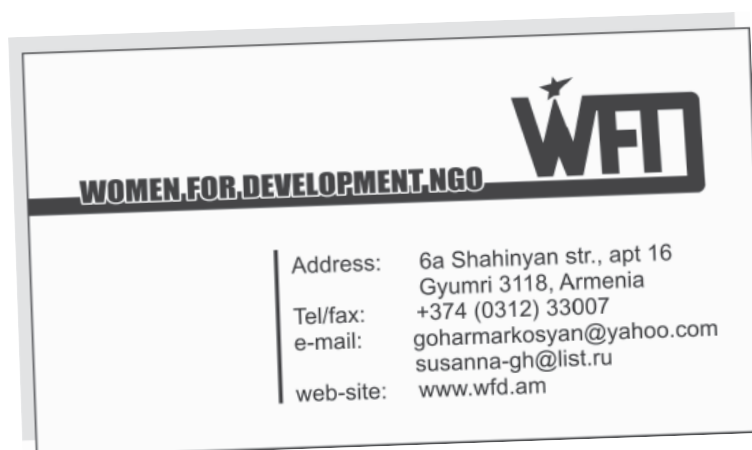 WFD
WOMEN FOR DEVELOPMENT NGO
Address: 6a Shahinyan str., apt 16
Gyumri 3118, Armenia
Tel/fax: +374 (0312) 33007
e-mail: goharmarkosyan@yahoo.com
susanna-gh@list.ru
web-site: www.wfd.am